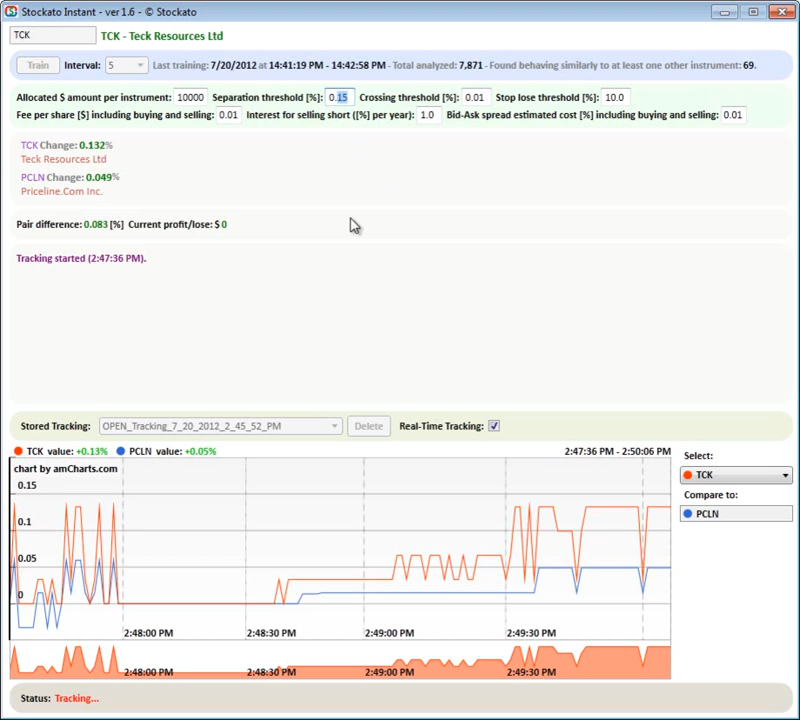 Stockato Instant - ver 1.6 - © Stockato
TCK TCK - Teck Resources Ltd
Train Interval: 5 Last training: 7/20/2012 at 14:41:19 PM - 14:42:58 PM - Total analyzed: 7,871 - Found behaving similarly to at least one other instrument: 69.
Allocated $ amount per instrument: 10000 Separation threshold [%]: 0.15 Crossing threshold [%]: 0.01 Stop lose threshold [%]: 10.0
Fee per share [$] including buying and selling: 0.01 Interest for selling short ([%] per year): 1.0 Bid-Ask spread estimated cost [%] including buying and selling: 0.01
TCK Change: 0.132%
Teck Resources Ltd
PCLN Change: 0.049%
Priceline.Com Inc.
Pair difference: 0.083 [%] Current profit/lose: $ 0
Tracking started (2:47:36 PM).
Stored Tracking: OPEN_Tracking_7_20_2012_2_45_52_PM Delete Real-Time Tracking:
TCK value: +0.13% PCLN value: +0.05% 2:47:36 PM - 2:50:06 PM
chart by amCharts.com
0.15
0.1
0.05
0
2:48:00 PM 2:48:30 PM 2:49:00 PM 2:49:30 PM
2:48:00 PM 2:48:30 PM 2:49:00 PM 2:49:30 PM
Select:
TCK
Compare to:
PCLN
Status: Tracking...